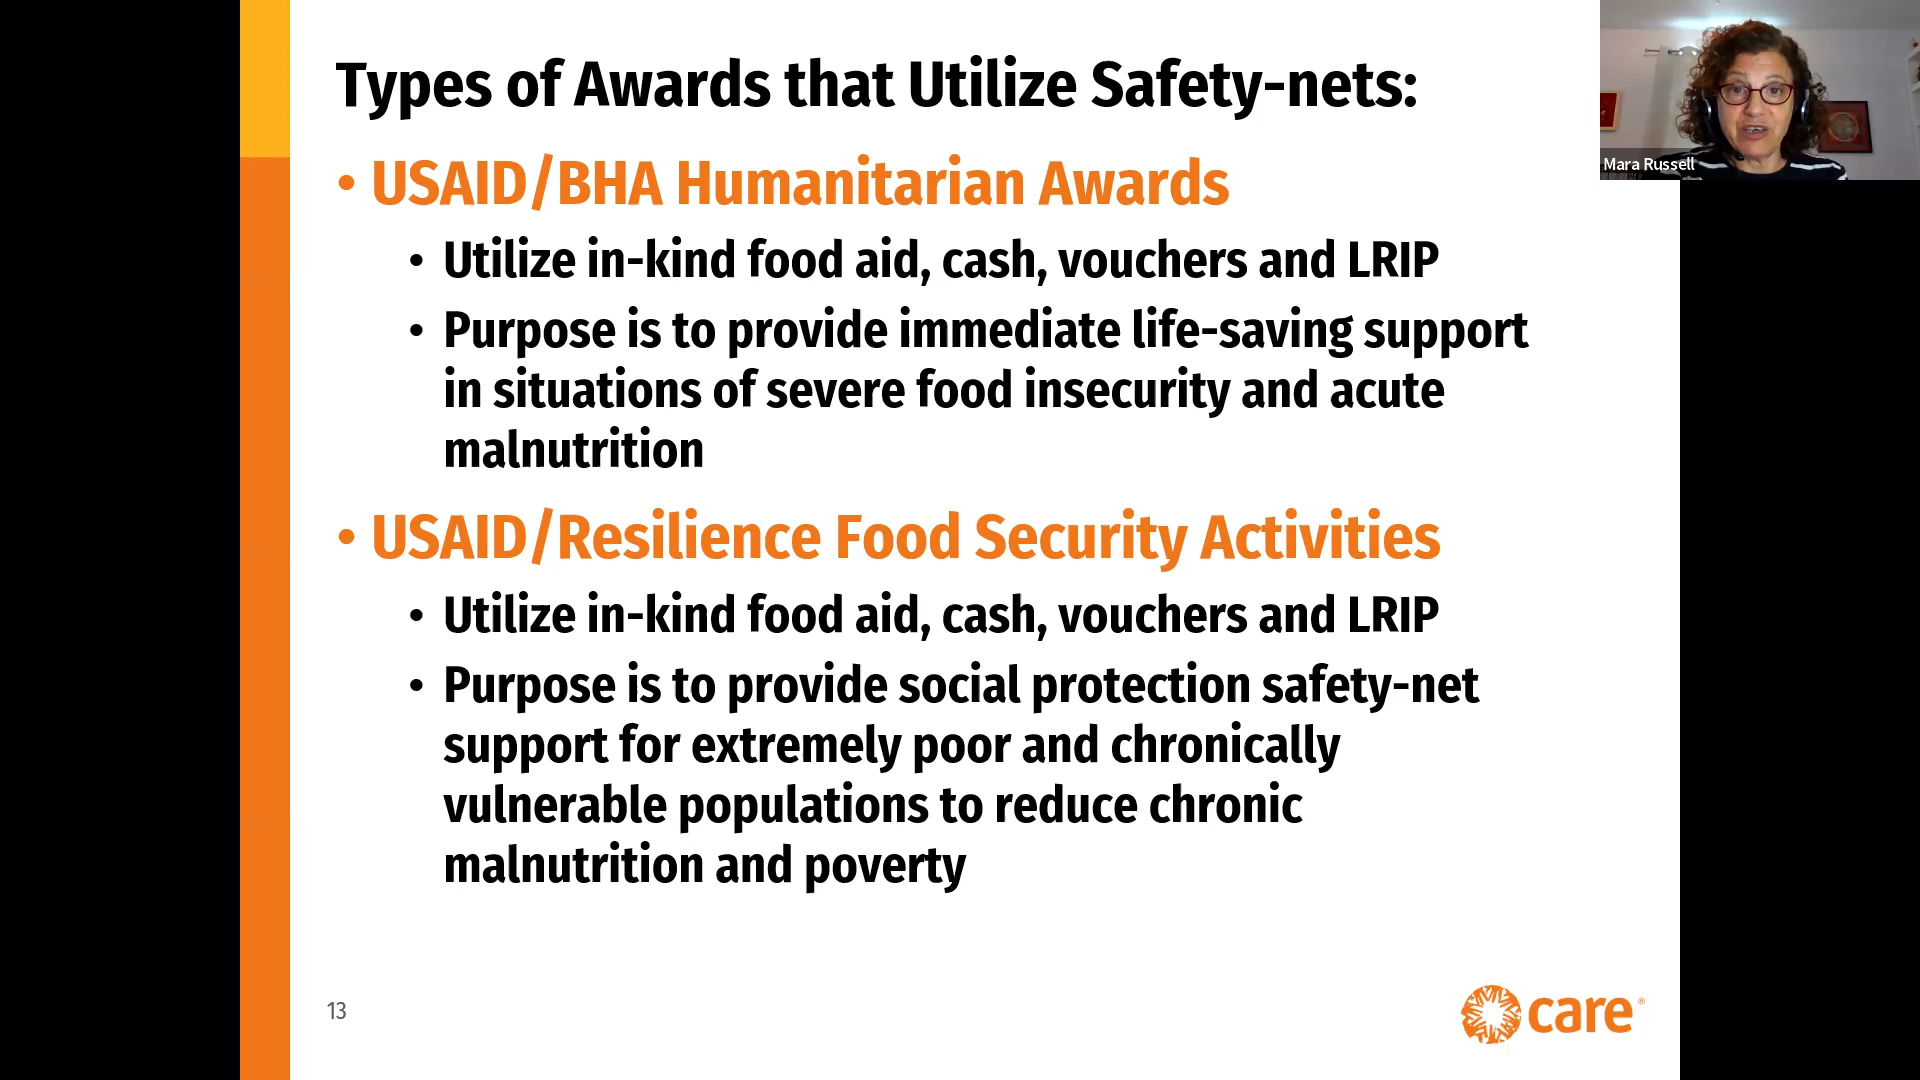 Types of Awards that Utilize Safety-nets:
• USAID/BHA Humanitarian Awards
• Utilize in-kind food aid, cash, vouchers and LRIP
• Purpose is to provide immediate life-saving support
in situations of severe food insecurity and acute
malnutrition
• USAID/Resilience Food Security Activities
• Utilize in-kind food aid, cash, vouchers and LRIP
• Purpose is to provide social protection safety-net
support for extremely poor and chronically
vulnerable populations to reduce chronic
malnutrition and poverty
13
care®
Mara Russell